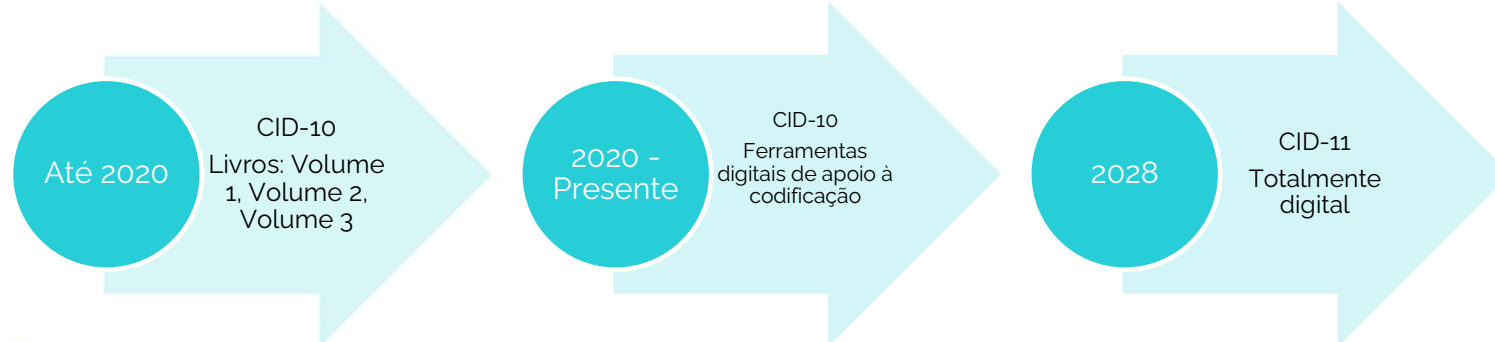 Até 2020
CID-10
Livros: Volume
1, Volume 2,
Volume 3
2020 -
Presente
CID-10
Ferramentas
digitais de apoio à
codificação
2028
CID-11
Totalmente
digital